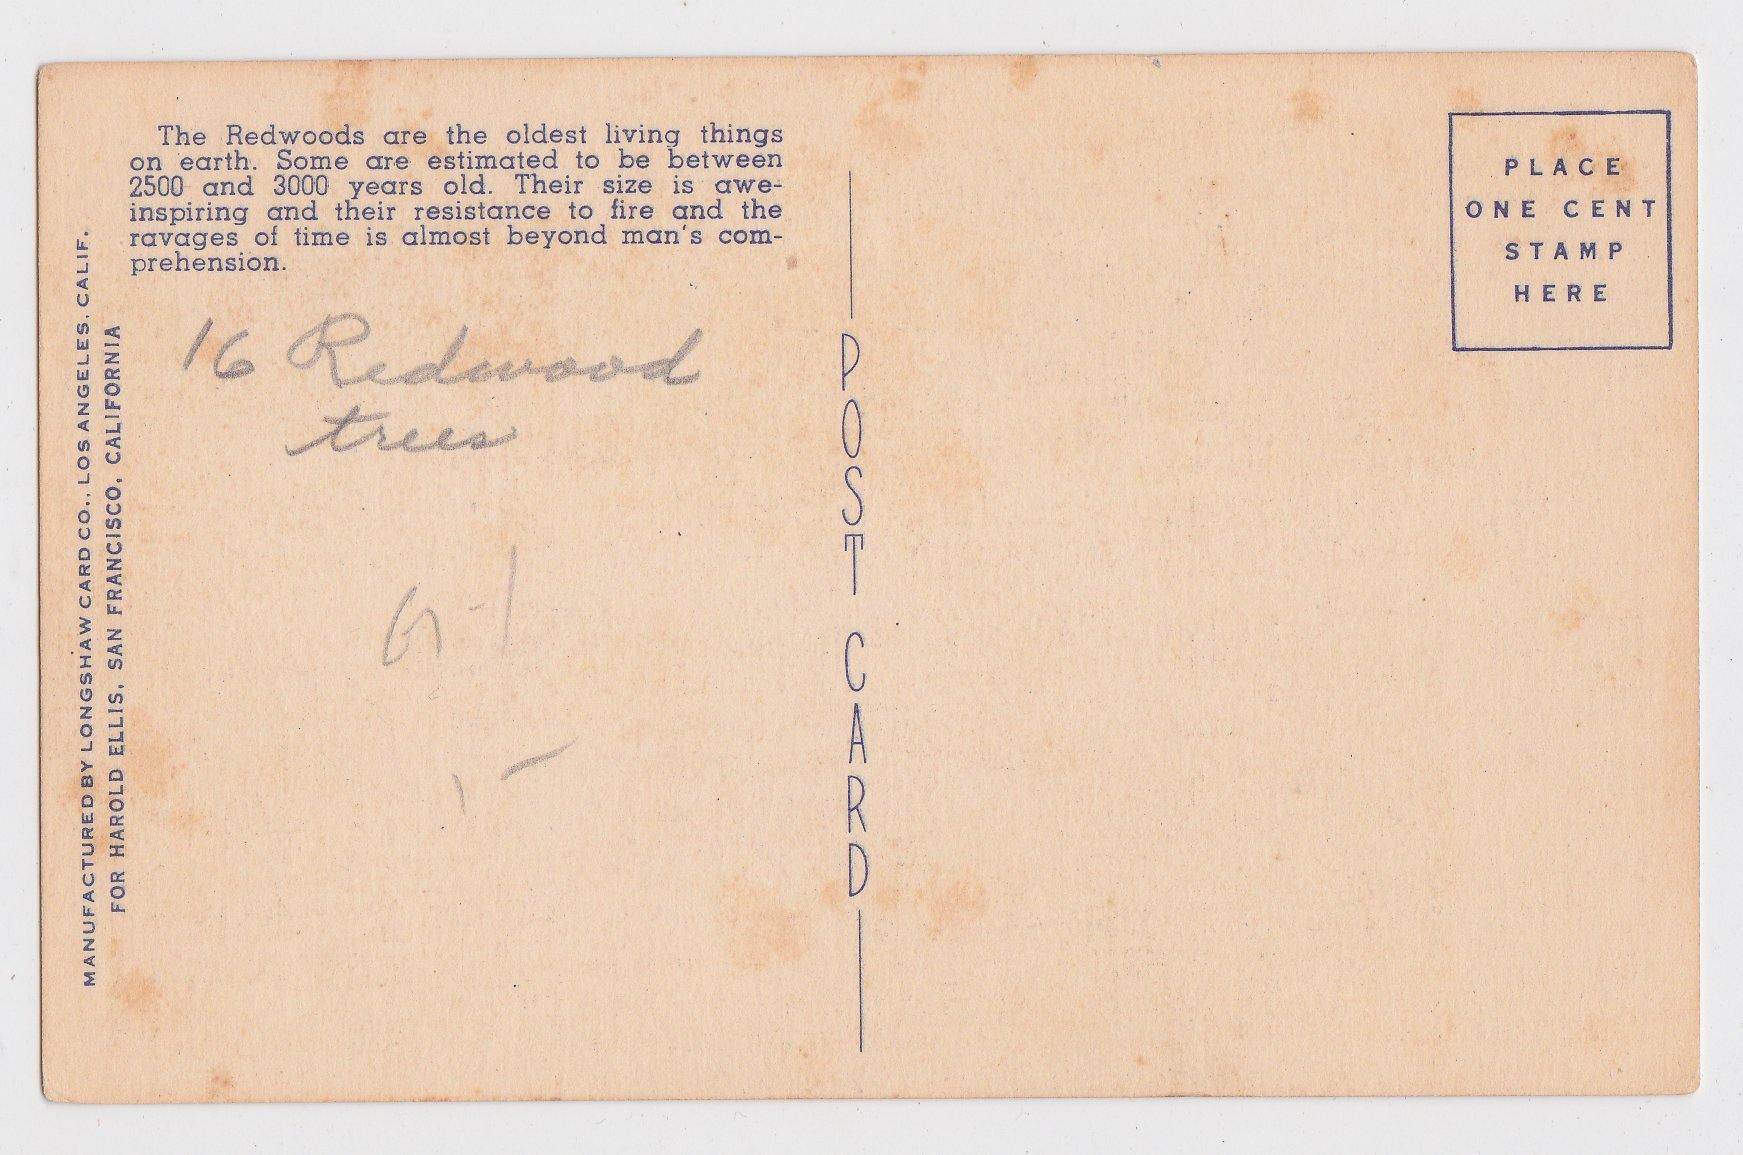 The Redwoods are the oldest living things
on earth. Some are estimated to be between
2500 and 3000 years old. Their size is awe-
inspiring and their resistance to fire and the
ravages of time is almost beyond man's com-
prehension.
16 Redwood
trees
MANUFACTURED BY LONGSHAW CARD CO., LOS ANGELES, CALIF.
FOR HAROLD ELLIS, SAN FRANCISCO, CALIFORNIA
POST CARD
PLACE
ONE CENT
STAMP
HERE